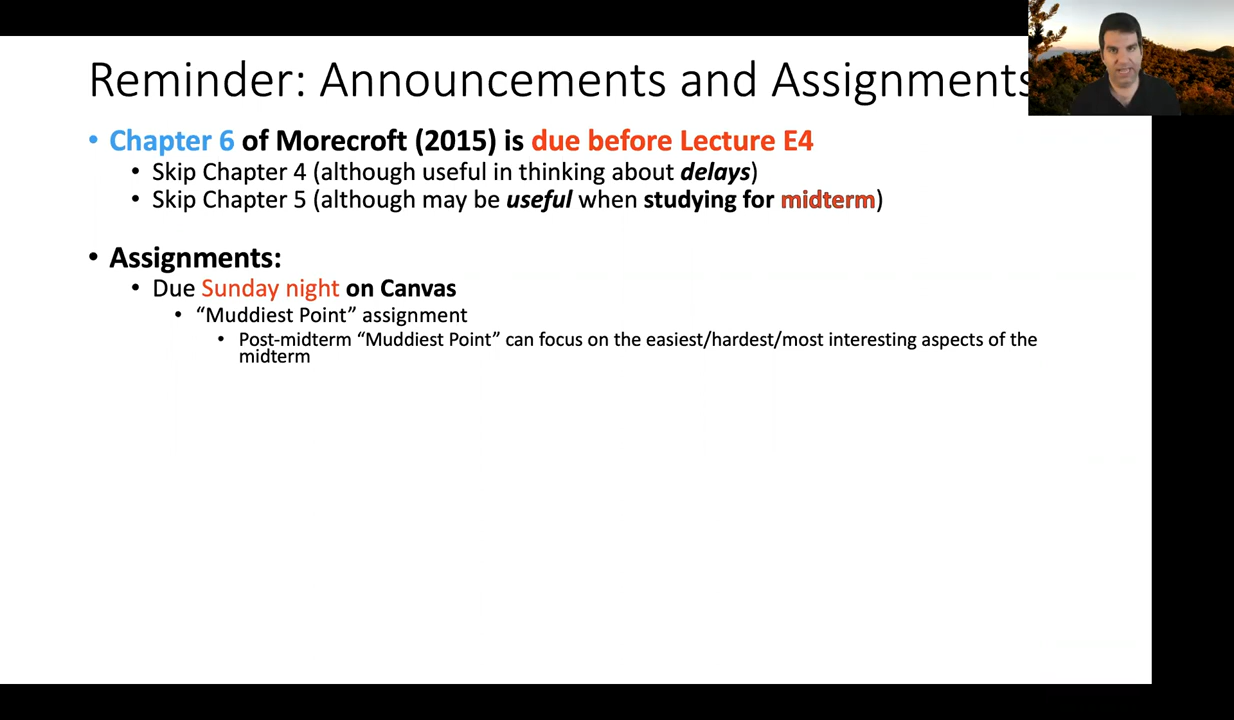 Reminder: Announcements and Assignments
• Chapter 6 of Morecroft (2015) is due before Lecture E4
• Skip Chapter 4 (although useful in thinking about delays)
• Skip Chapter 5 (although may be useful when studying for midterm)
• Assignments:
• Due Sunday night on Canvas
• “Muddiest Point” assignment
• Post-midterm “Muddiest Point” can focus on the easiest/hardest/most interesting aspects of the
midterm